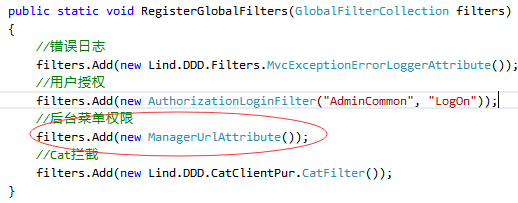 public static void RegisterGlobalFilters(GlobalFilterCollection filters)
{
//错误日志
filters.Add(new Lind.DDD.Filters.MvcExceptionErrorLoggerAttribute());
//用户授权
filters.Add(new AuthorizationLoginFilter("AdminCommon", "LogOn"));
//后台菜单权限
filters.Add(new ManagerUrlAttribute());
//Cat拦截
filters.Add(new Lind.DDD.CatClientPur.CatFilter());
}